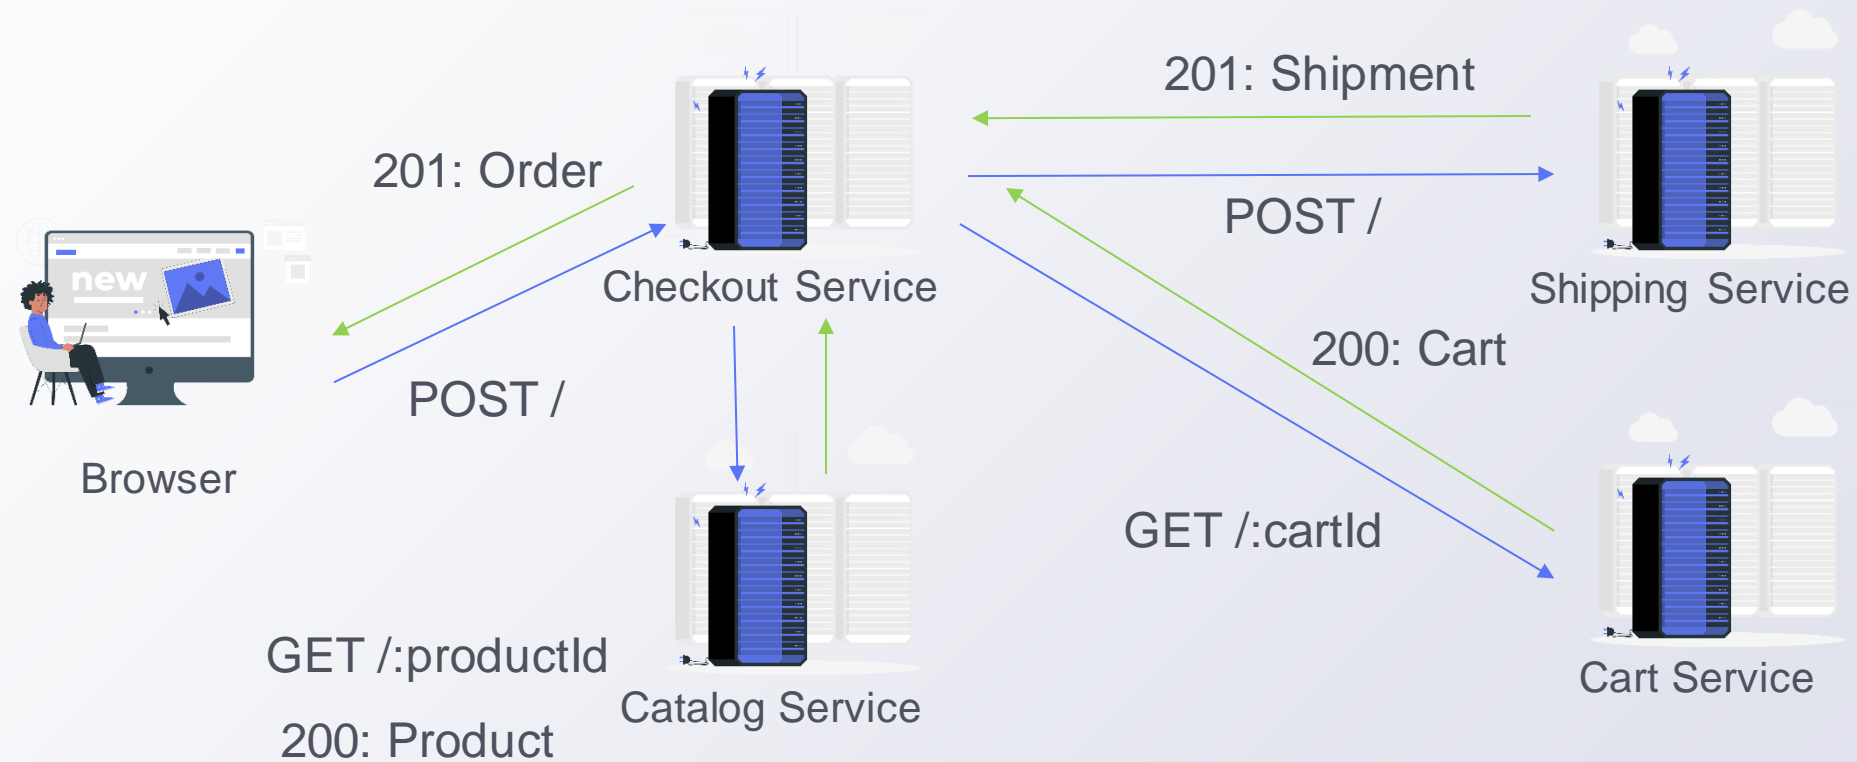 201: Shipment
201: Order
POST /
new
Checkout Service
Shipping Service
200: Cart
POST /
Browser
GET /:cartId
GET /:productId
Catalog Service
Cart Service
200: Product